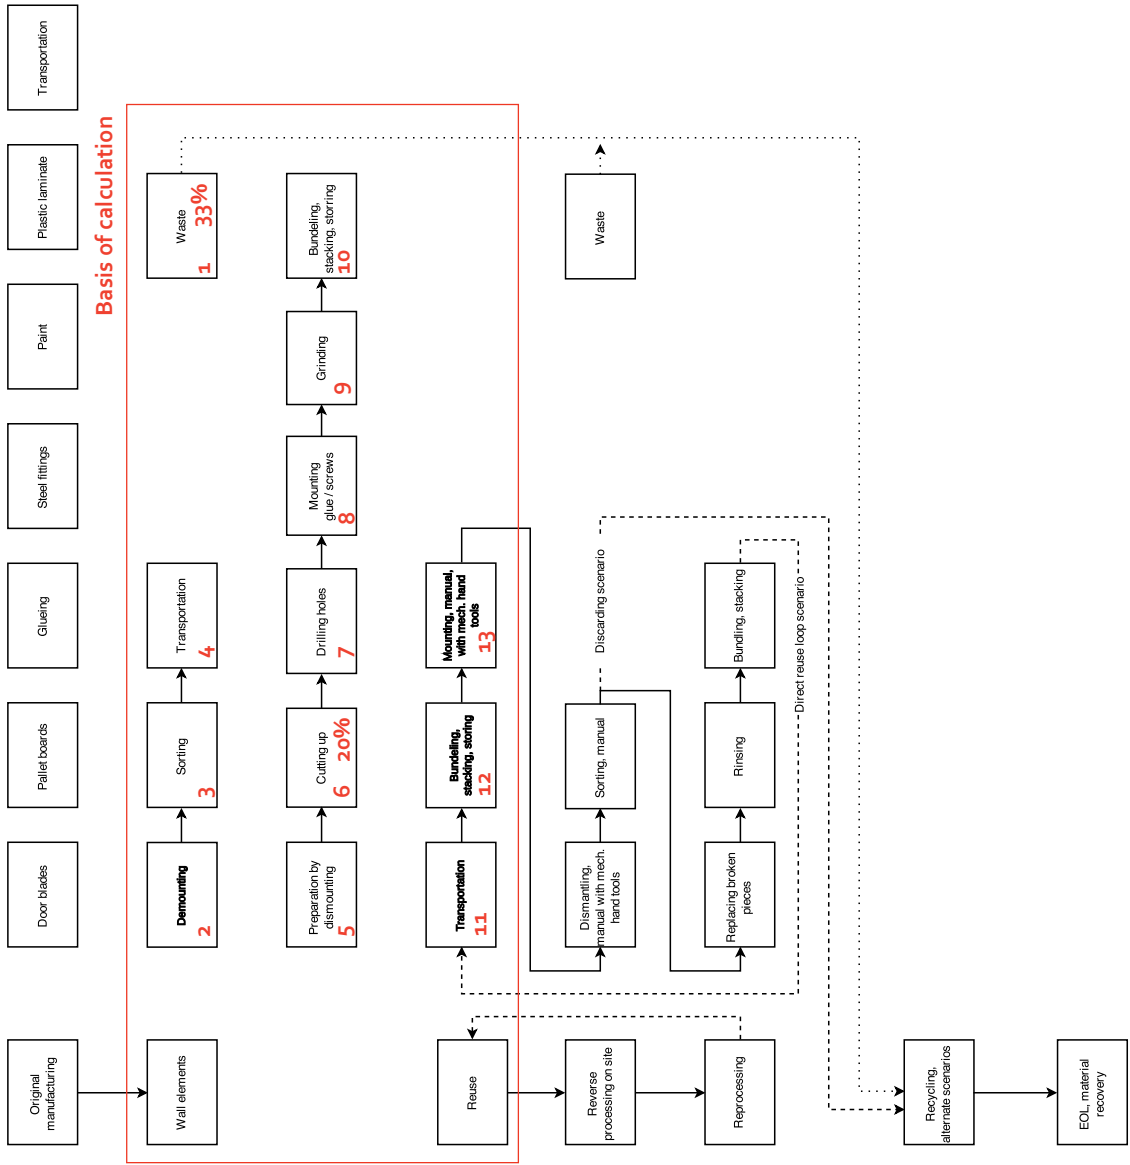 Original
manufacturing
Door blades
Pallet boards
Glueing
Steel fittings
Paint
Plastic laminate
Transportation
Basis of calculation
Wall elements
Demounting
2
Sorting
3
Transportation
4
Waste
1 33%
Preparation by
dismounting
5
Cutting up
6 20%
Drilling holes
7
Mounting
glue / screws
8
Grinding
9
Bundeling,
stacking, storring
10
Reuse
Transportation
11
Bundeling,
stacking, storing
12
Mounting, manual,
with mech. hand
tools
13
Reverse
processing on site
Dismantling,
manual with mech.
hand tools
Sorting, manual
Discarding scenario
Waste
Reprocessing
Replacing broken
pieces
Rinsing
Bundling, stacking
Direct reuse loop scenario
Recycling,
alternate scenarios
EOL, material
recovery